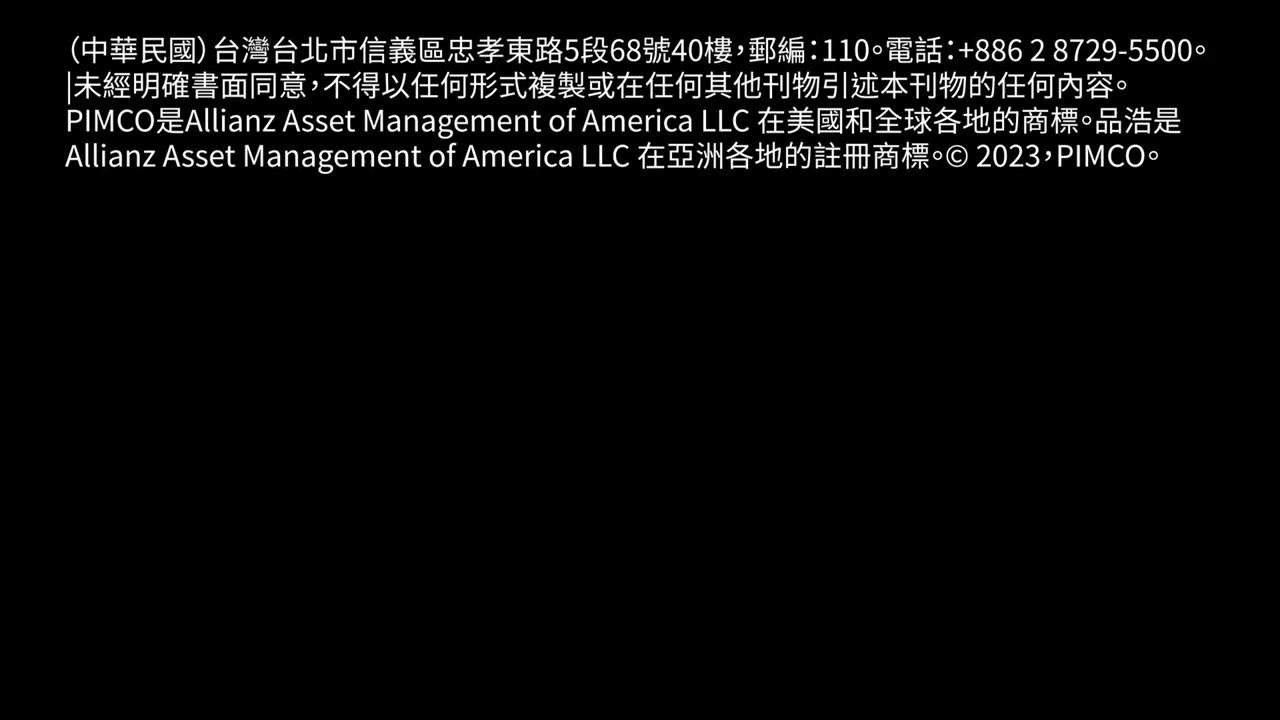 （中華民國）台灣台北市信義區忠孝東路5段68號40樓，郵編：110。電話：+886 2 8729-5500。
|未經明確書面同意，不得以任何形式複製或在任何其他刊物引述本刊物的任何內容。
PIMCO是Allianz Asset Management of America LLC 在美國和全球各地的商標。品浩是
Allianz Asset Management of America LLC 在亞洲各地的註冊商標。© 2023，PIMCO。